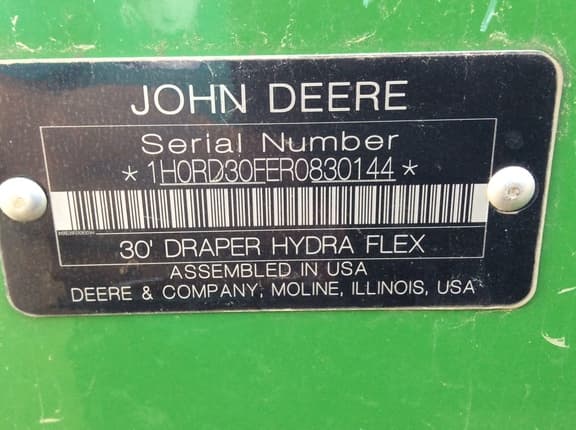 JOHN DEERE
Serial Number
*1H0RD30FER0830144*
30' DRAPER HYDRA FLEX
ASSEMBLED IN USA
DEERE & COMPANY, MOLINE, ILLINOIS, USA